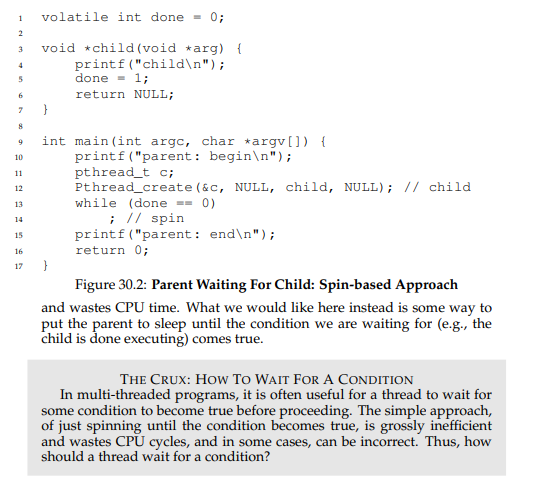 1 volatile int done = 0;
2
3 void *child(void *arg) {
4 printf("child\n");
5 done = 1;
6 return NULL;
7 }
8
9 int main(int argc, char *argv[]) {
10 printf("parent: begin\n");
11 pthread_t c;
12 Pthread_create(&c, NULL, child, NULL); // child
13 while (done == 0)
14 ; // spin
15 printf("parent: end\n");
16 return 0;
17 }
Figure 30.2: Parent Waiting For Child: Spin-based Approach
and wastes CPU time. What we would like here instead is some way to
put the parent to sleep until the condition we are waiting for (e.g., the
child is done executing) comes true.
THE CRUX: HOW TO WAIT FOR A CONDITION
In multi-threaded programs, it is often useful for a thread to wait for
some condition to become true before proceeding. The simple approach,
of just spinning until the condition becomes true, is grossly inefficient
and wastes CPU cycles, and in some cases, can be incorrect. Thus, how
should a thread wait for a condition?